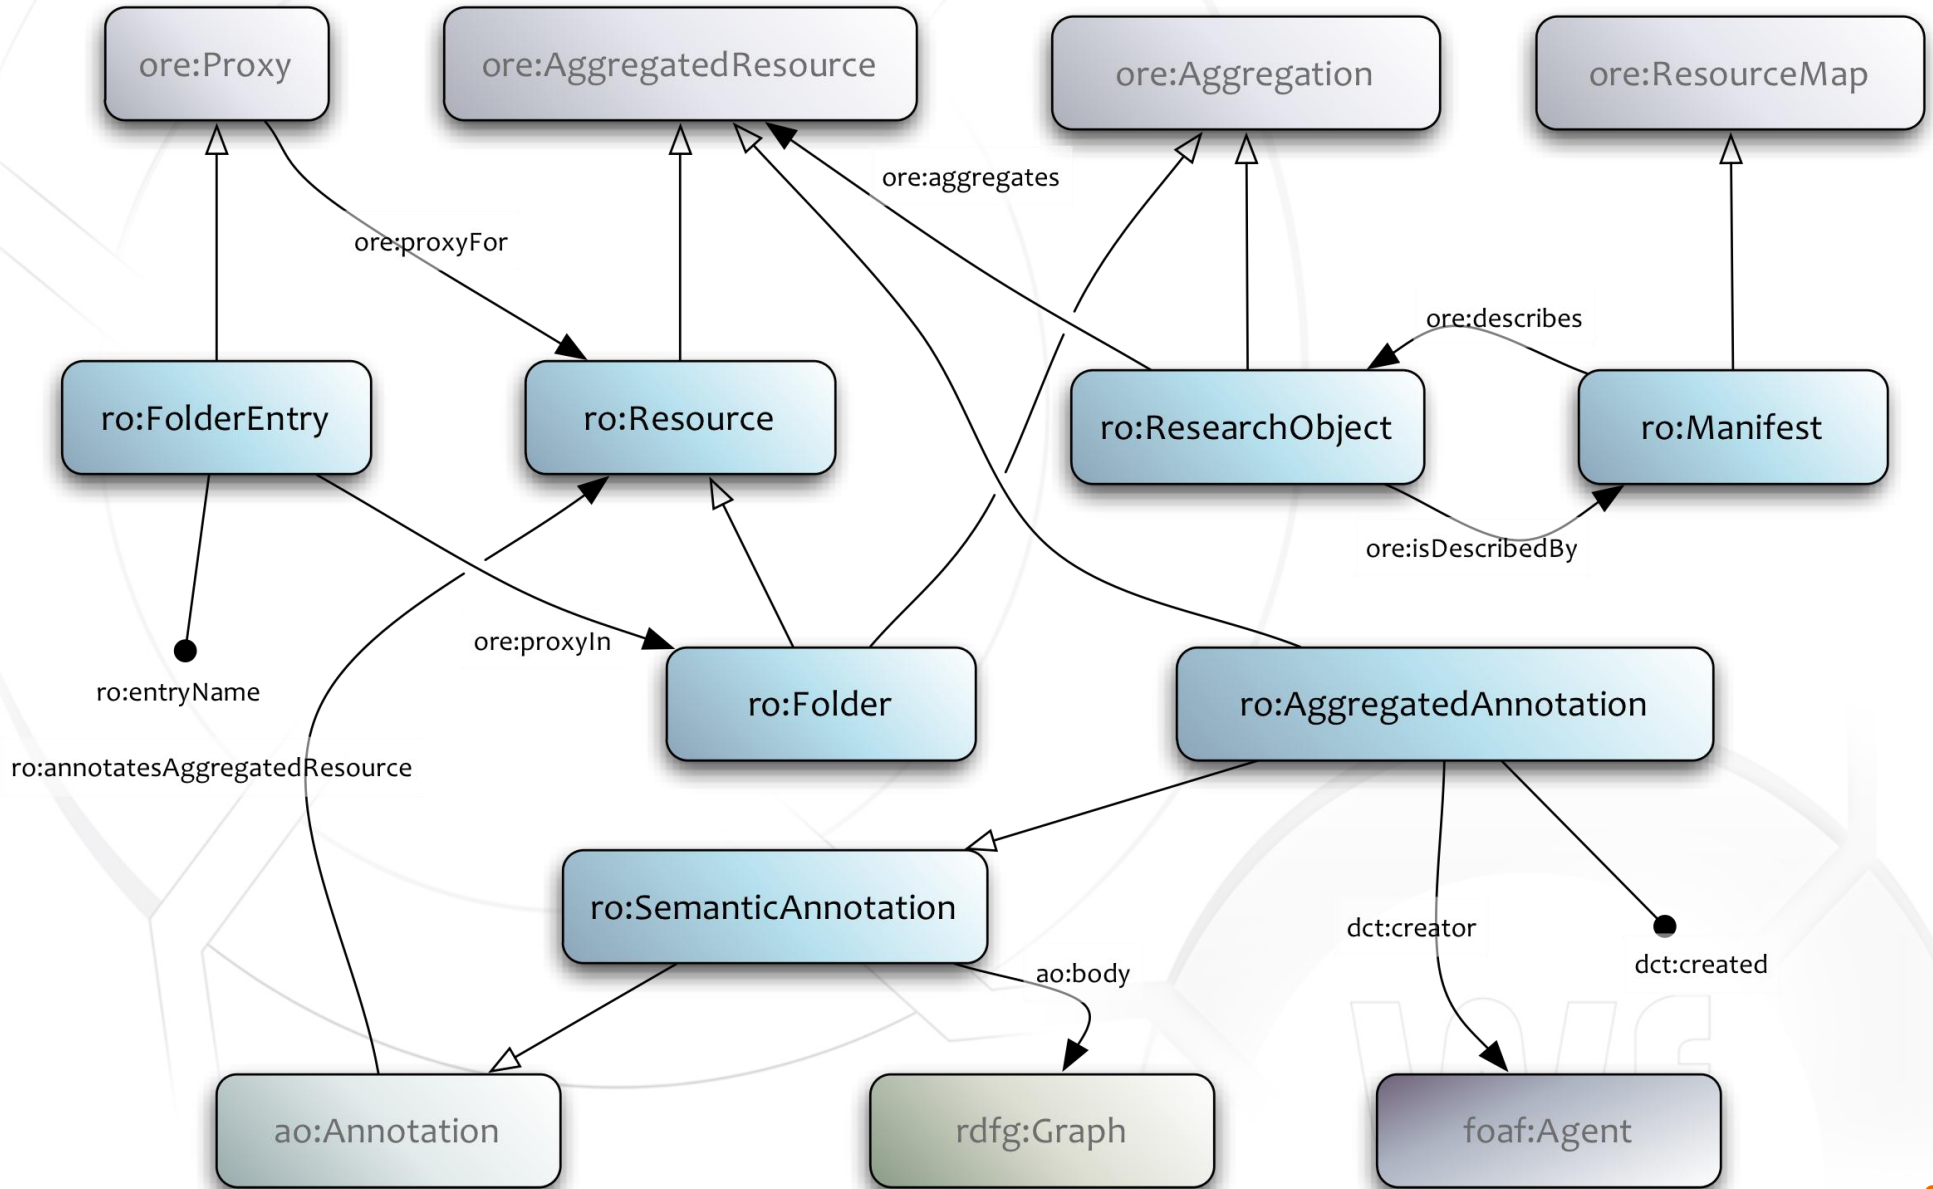 ore:Proxy
ore:AggregatedResource
ore:Aggregation
ore:ResourceMap
ore:aggregates
ore:proxyFor
ore:describes
ro:FolderEntry
ro:Resource
ro:ResearchObject
ro:Manifest
ore:isDescribedBy
ore:proxyIn
ro:entryName
ro:Folder
ro:AggregatedAnnotation
ro:annotatesAggregatedResource
ro:SemanticAnnotation
dct:creator
dct:created
ao:body
ao:Annotation
rdfg:Graph
foaf:Agent